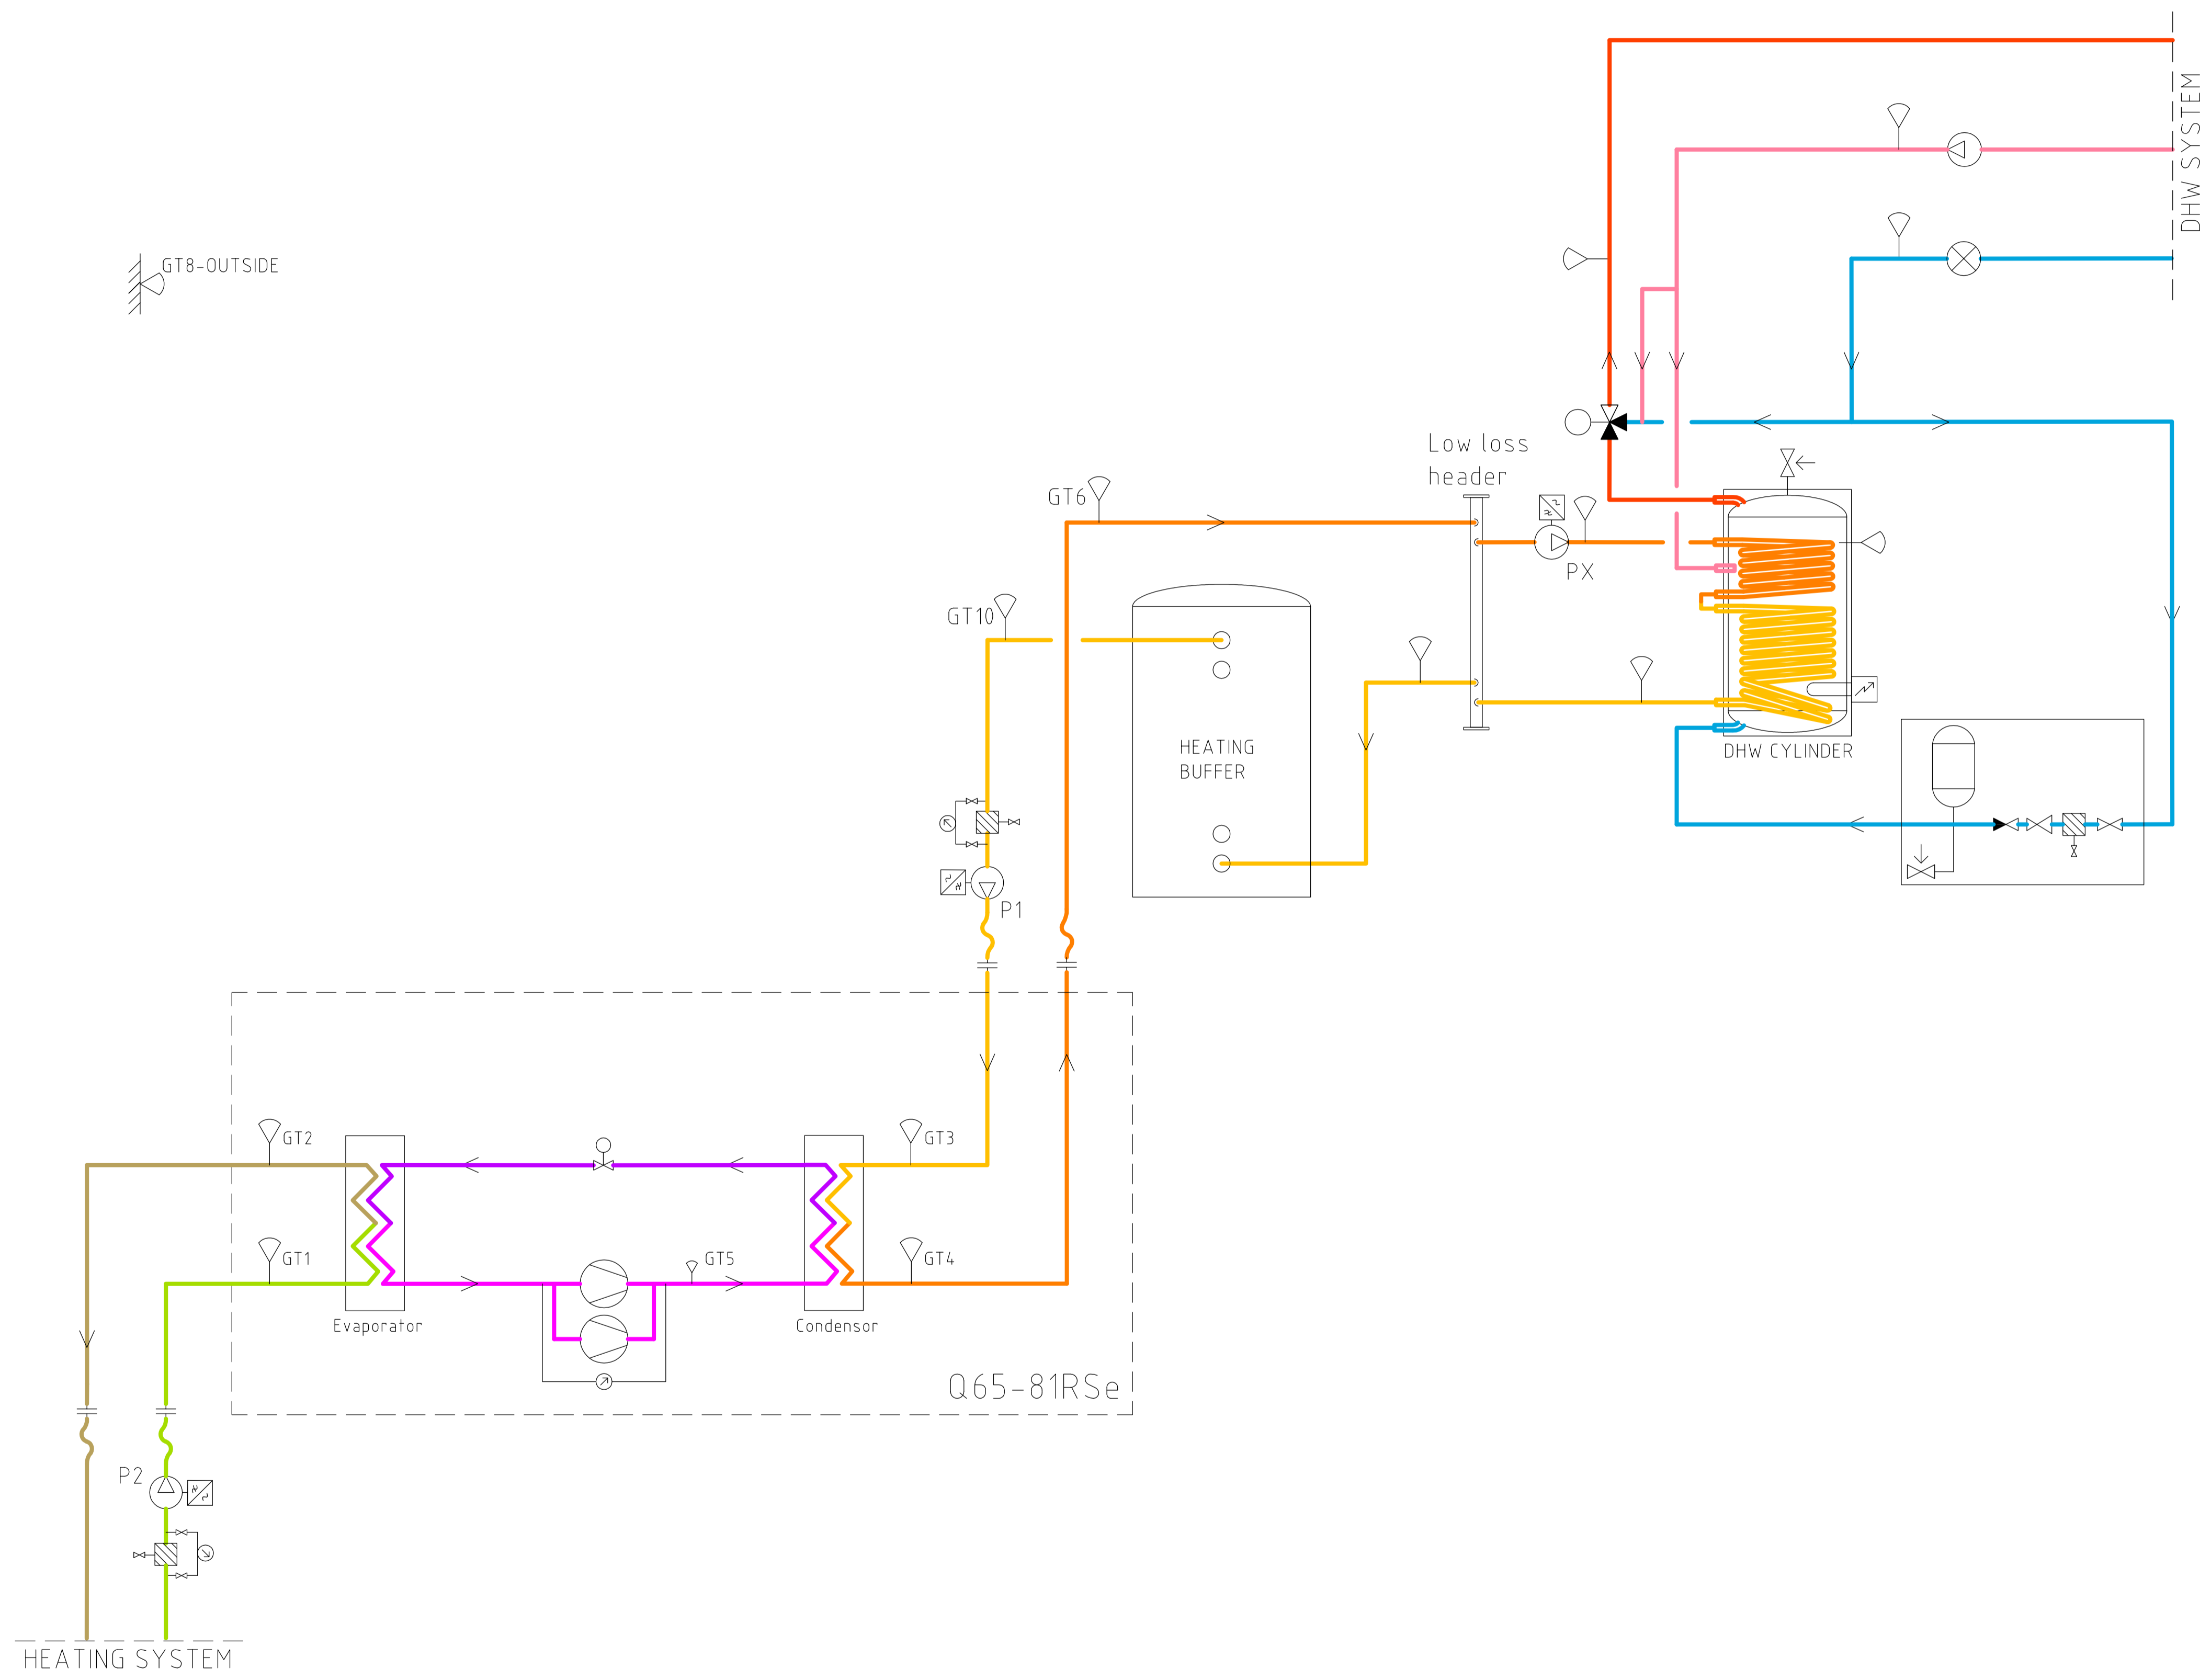 DHW SYSTEM
GT8-OUTSIDE
Low loss
header
GT6
PX
GT10
HEATING
BUFFER
DHW CYLINDER
P1
GT2
GT3
GT1
GT5
GT4
Evaporator
Condensor
Q65-81RSe
P2
HEATING SYSTEM